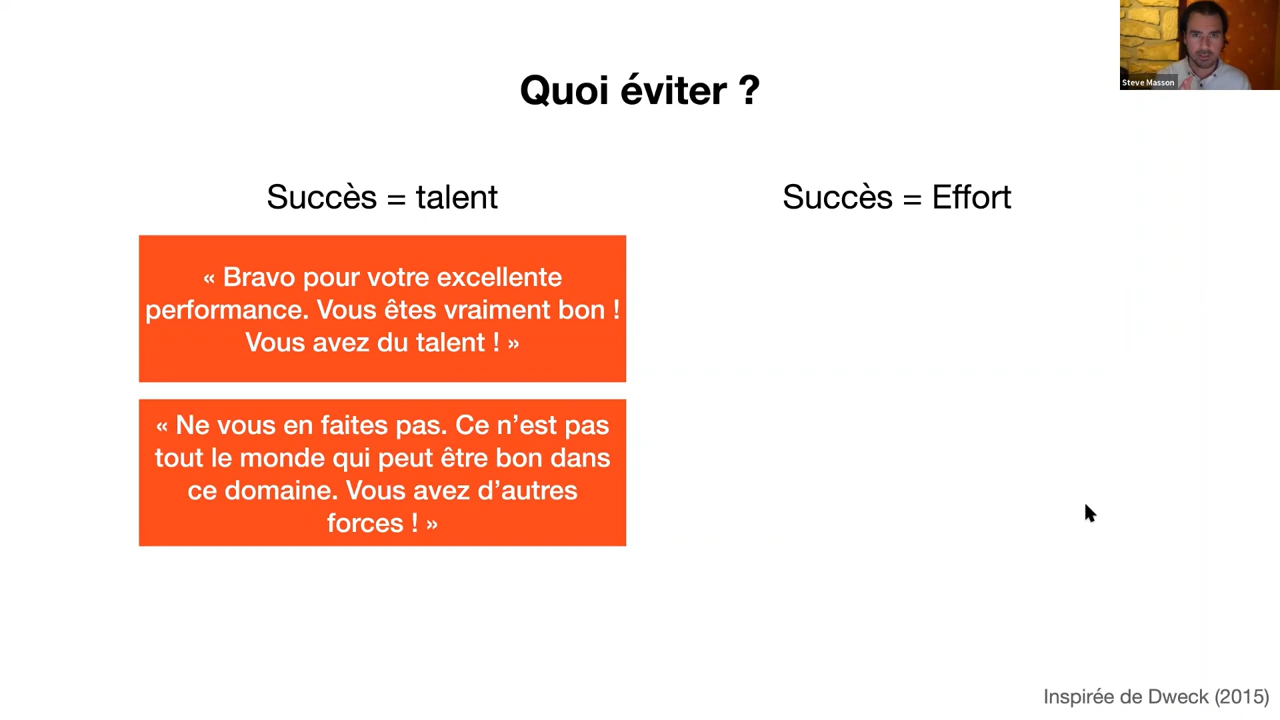 Steve Masson
Quoi éviter ?
Succès = talent
Succès = Effort
« Bravo pour votre excellente
performance. Vous êtes vraiment bon !
Vous avez du talent ! »
« Ne vous en faites pas. Ce n’est pas
tout le monde qui peut être bon dans
ce domaine. Vous avez d’autres
forces ! »
Inspirée de Dweck (2015)